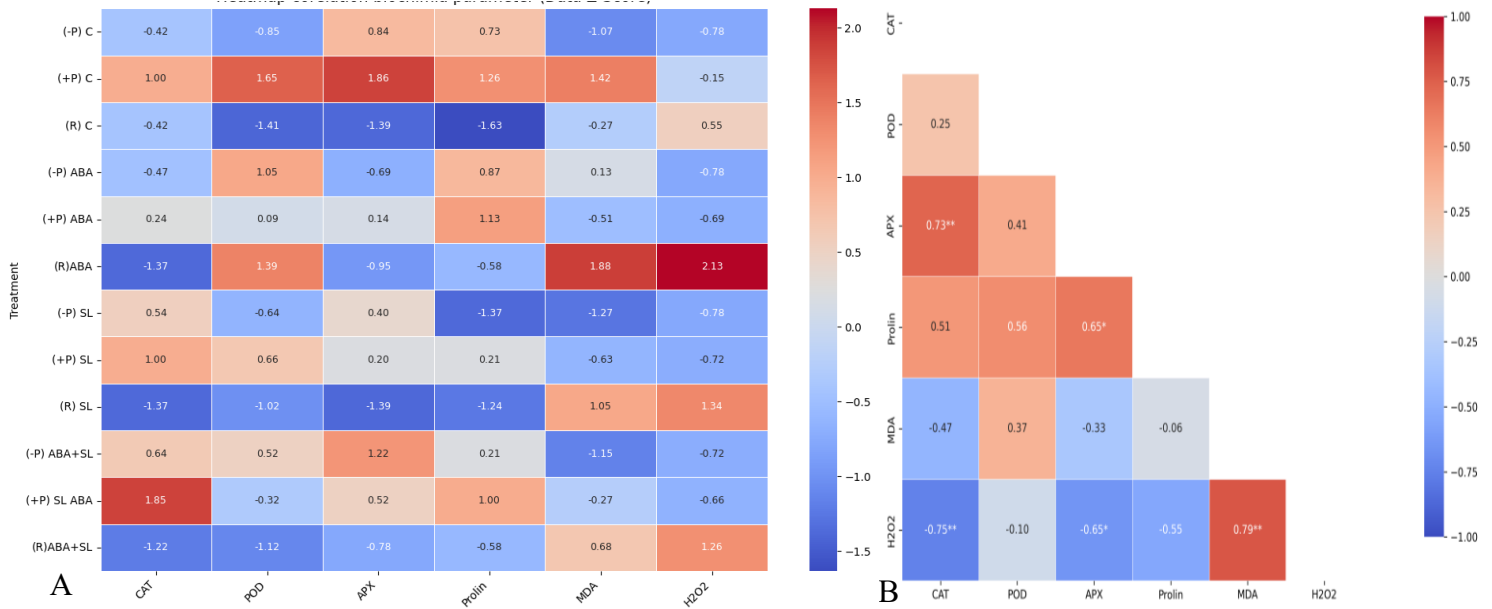 Heatmap correlation biochimia parameter (Data Z-Score)
Treatment
(-P) C -0.42 -0.85 0.84 0.73 -1.07 -0.78
(+P) C 1.00 1.65 1.86 1.26 1.42 -0.15
(R) C -0.42 -1.41 -1.39 -1.63 -0.27 0.55
(-P) ABA -0.47 1.05 -0.69 0.87 0.13 -0.78
(+P) ABA 0.24 0.09 0.14 1.13 -0.51 -0.69
(R)ABA -1.37 1.39 -0.95 -0.58 1.88 2.13
(-P) SL 0.54 -0.64 0.40 -1.37 -1.27 -0.78
(+P) SL 1.00 0.66 0.20 0.21 -0.63 -0.72
(R) SL -1.37 -1.02 -1.39 -1.24 1.05 1.34
(-P) ABA+SL 0.64 0.52 1.22 0.21 -1.15 -0.72
(+P) SL ABA 1.85 -0.32 0.52 1.00 -0.27 -0.66
(R)ABA+SL -1.22 -1.12 -0.78 -0.58 0.68 1.26
CAT POD APX Prolin MDA H2O2
A
2.0
1.5
1.0
0.5
0.0
-0.5
-1.0
-1.5
CAT
POD 0.25
APX 0.73** 0.41
Prolin 0.51 0.56 0.65*
MDA -0.47 0.37 -0.33 -0.06
H2O2 -0.75** -0.10 -0.65* -0.55 0.79**
CAT POD APX Prolin MDA H2O2
B
1.00
0.75
0.50
0.25
0.00
-0.25
-0.50
-0.75
-1.00